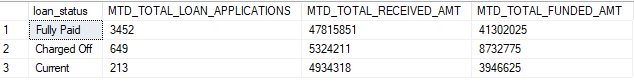 loan_status MTD_TOTAL_LOAN_APPLICATIONS MTD_TOTAL_RECEIVED_AMT MTD_TOTAL_FUNDED_AMT
1 Fully Paid 3452 47815851 41302025
2 Charged Off 649 5324211 8732775
3 Current 213 4934318 3946625